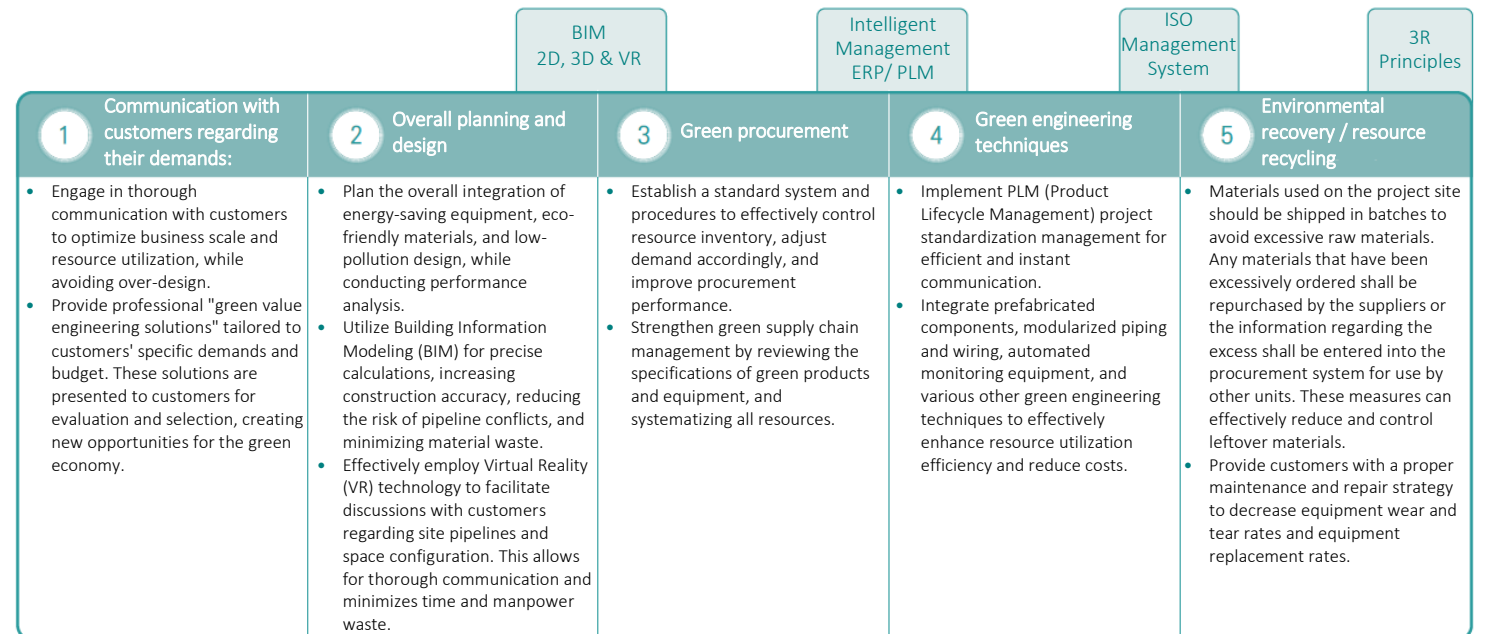 BIM
2D, 3D & VR
Intelligent
Management
ERP/ PLM
ISO
Management
System
3R
Principles
1
Communication with
customers regarding
their demands:
2
Overall planning and
design
3
Green procurement
4
Green engineering
techniques
5
Environmental
recovery / resource
recycling
• Engage in thorough
communication with customers
to optimize business scale and
resource utilization, while
avoiding over-design.
• Provide professional "green value
engineering solutions" tailored to
customers' specific demands and
budget. These solutions are
presented to customers for
evaluation and selection, creating
new opportunities for the green
economy.
• Plan the overall integration of
energy-saving equipment, eco-
friendly materials, and low-
pollution design, while
conducting performance
analysis.
• Utilize Building Information
Modeling (BIM) for precise
calculations, increasing
construction accuracy, reducing
the risk of pipeline conflicts, and
minimizing material waste.
• Effectively employ Virtual Reality
(VR) technology to facilitate
discussions with customers
regarding site pipelines and
space configuration. This allows
for thorough communication and
minimizes time and manpower
waste.
• Establish a standard system and
procedures to effectively control
resource inventory, adjust
demand accordingly, and
improve procurement
performance.
• Strengthen green supply chain
management by reviewing the
specifications of green products
and equipment, and
systematizing all resources.
• Implement PLM (Product
Lifecycle Management) project
standardization management for
efficient and instant
communication.
• Integrate prefabricated
components, modularized piping
and wiring, automated
monitoring equipment, and
various other green engineering
techniques to effectively
enhance resource utilization
efficiency and reduce costs.
• Materials used on the project site
should be shipped in batches to
avoid excessive raw materials.
Any materials that have been
excessively ordered shall be
repurchased by the suppliers or
the information regarding the
excess shall be entered into the
procurement system for use by
other units. These measures can
effectively reduce and control
leftover materials.
• Provide customers with a proper
maintenance and repair strategy
to decrease equipment wear and
tear rates and equipment
replacement rates.